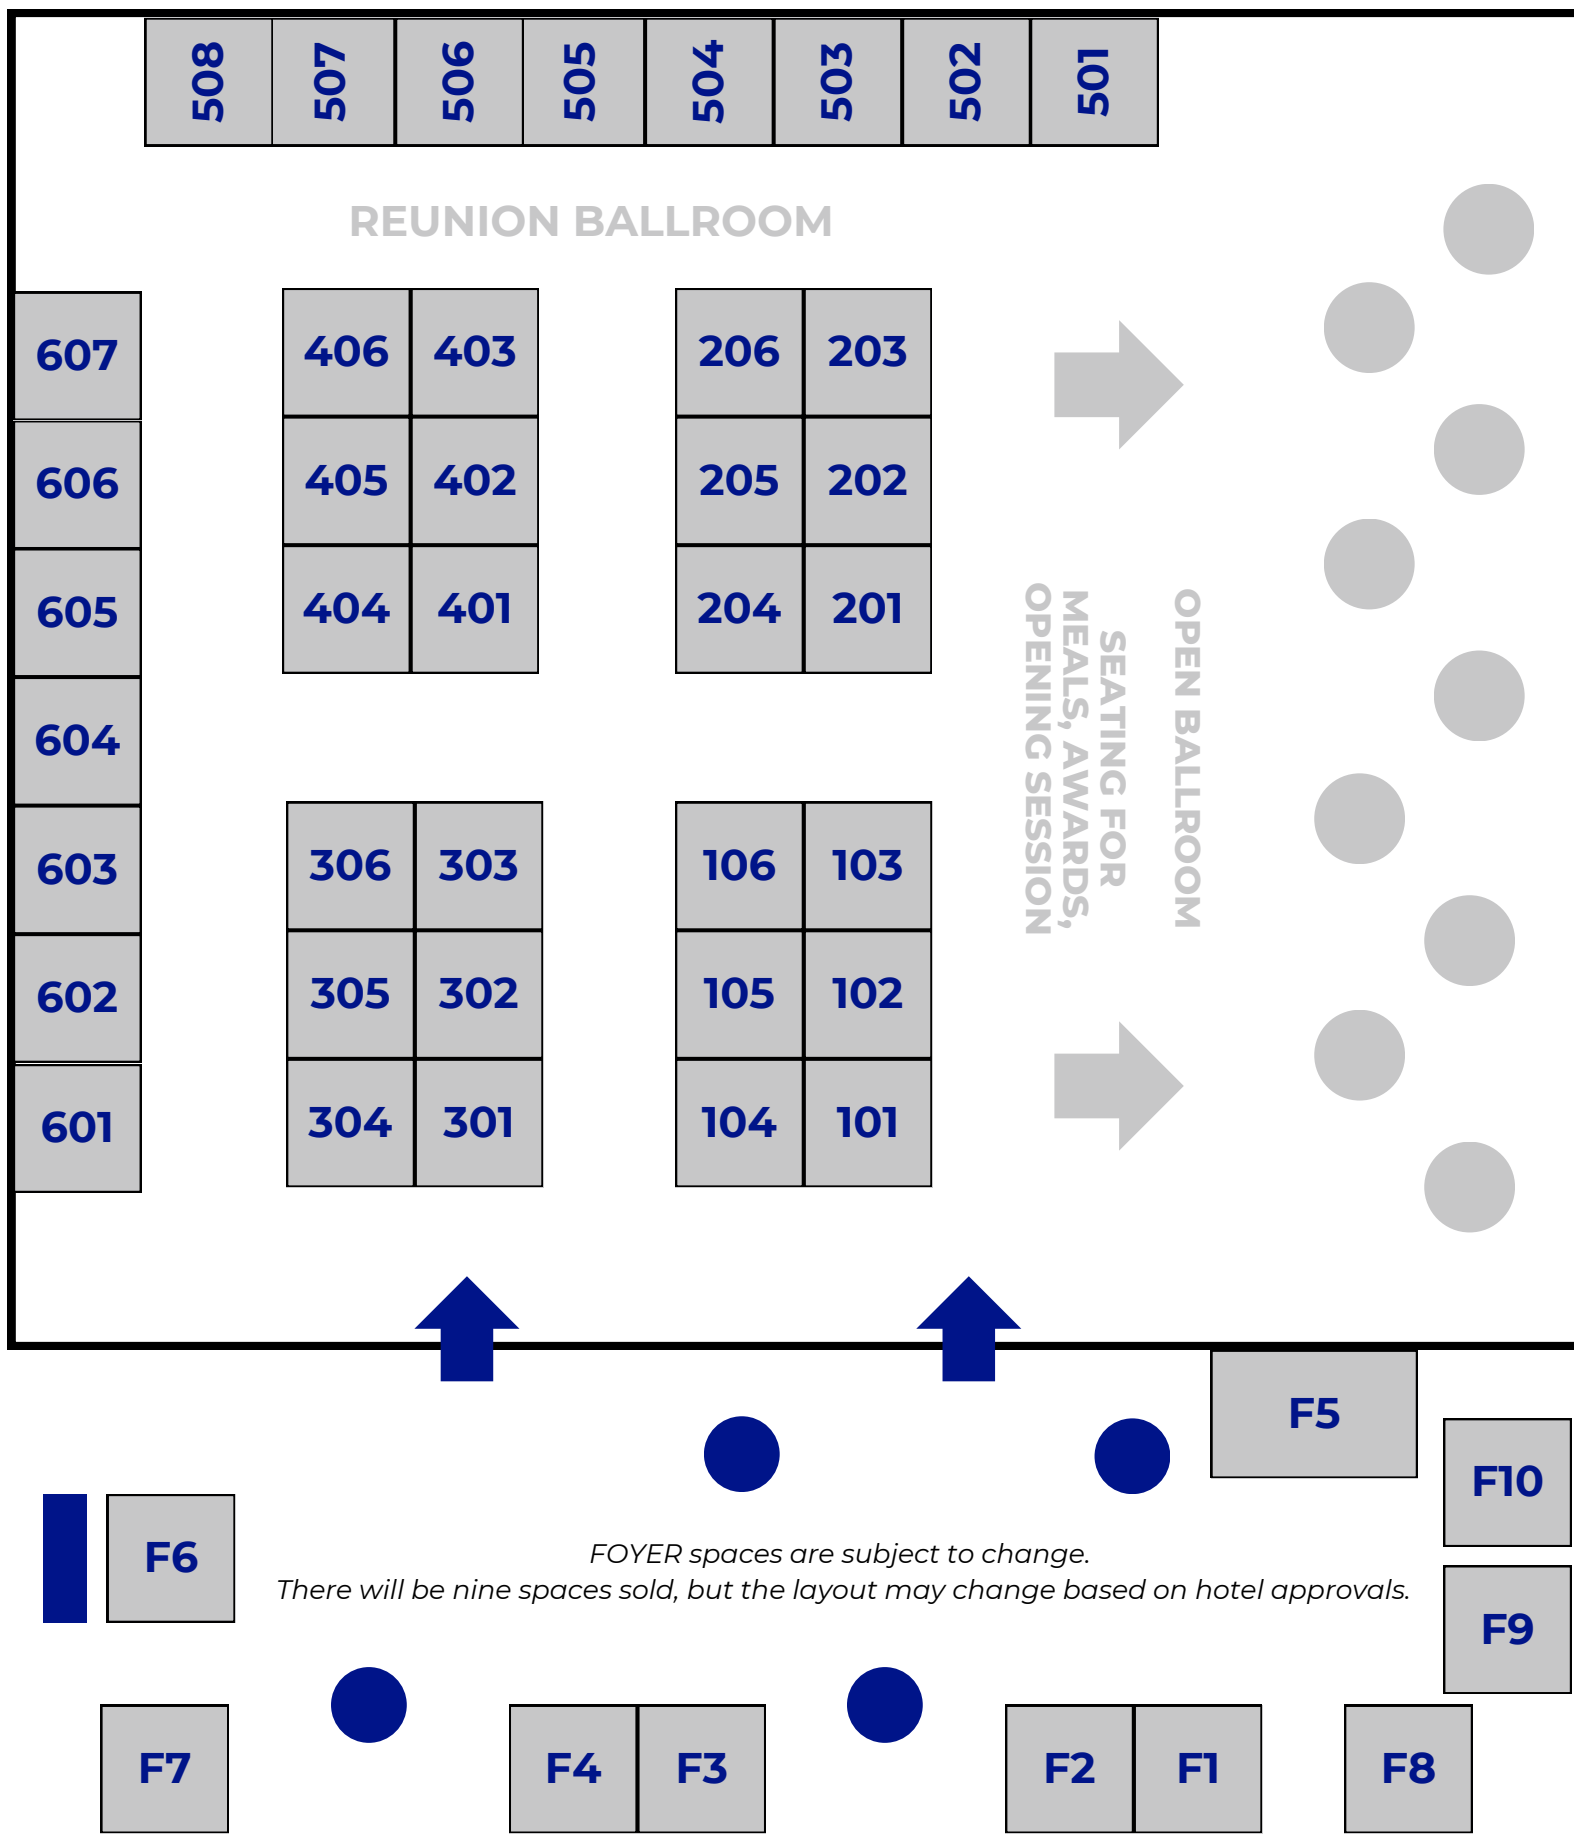 508
507
506
505
504
503
502
501
REUNION BALLROOM
607
406
403
206
203
606
405
402
205
202
605
404
401
204
201
SEATING FOR
MEALS, AWARDS,
OPENING SESSION
OPEN BALLROOM
604
603
306
303
106
103
602
305
302
105
102
601
304
301
104
101
F5
F10
F6
FOYER spaces are subject to change.
There will be nine spaces sold, but the layout may change based on hotel approvals.
F9
F7
F4
F3
F2
F1
F8